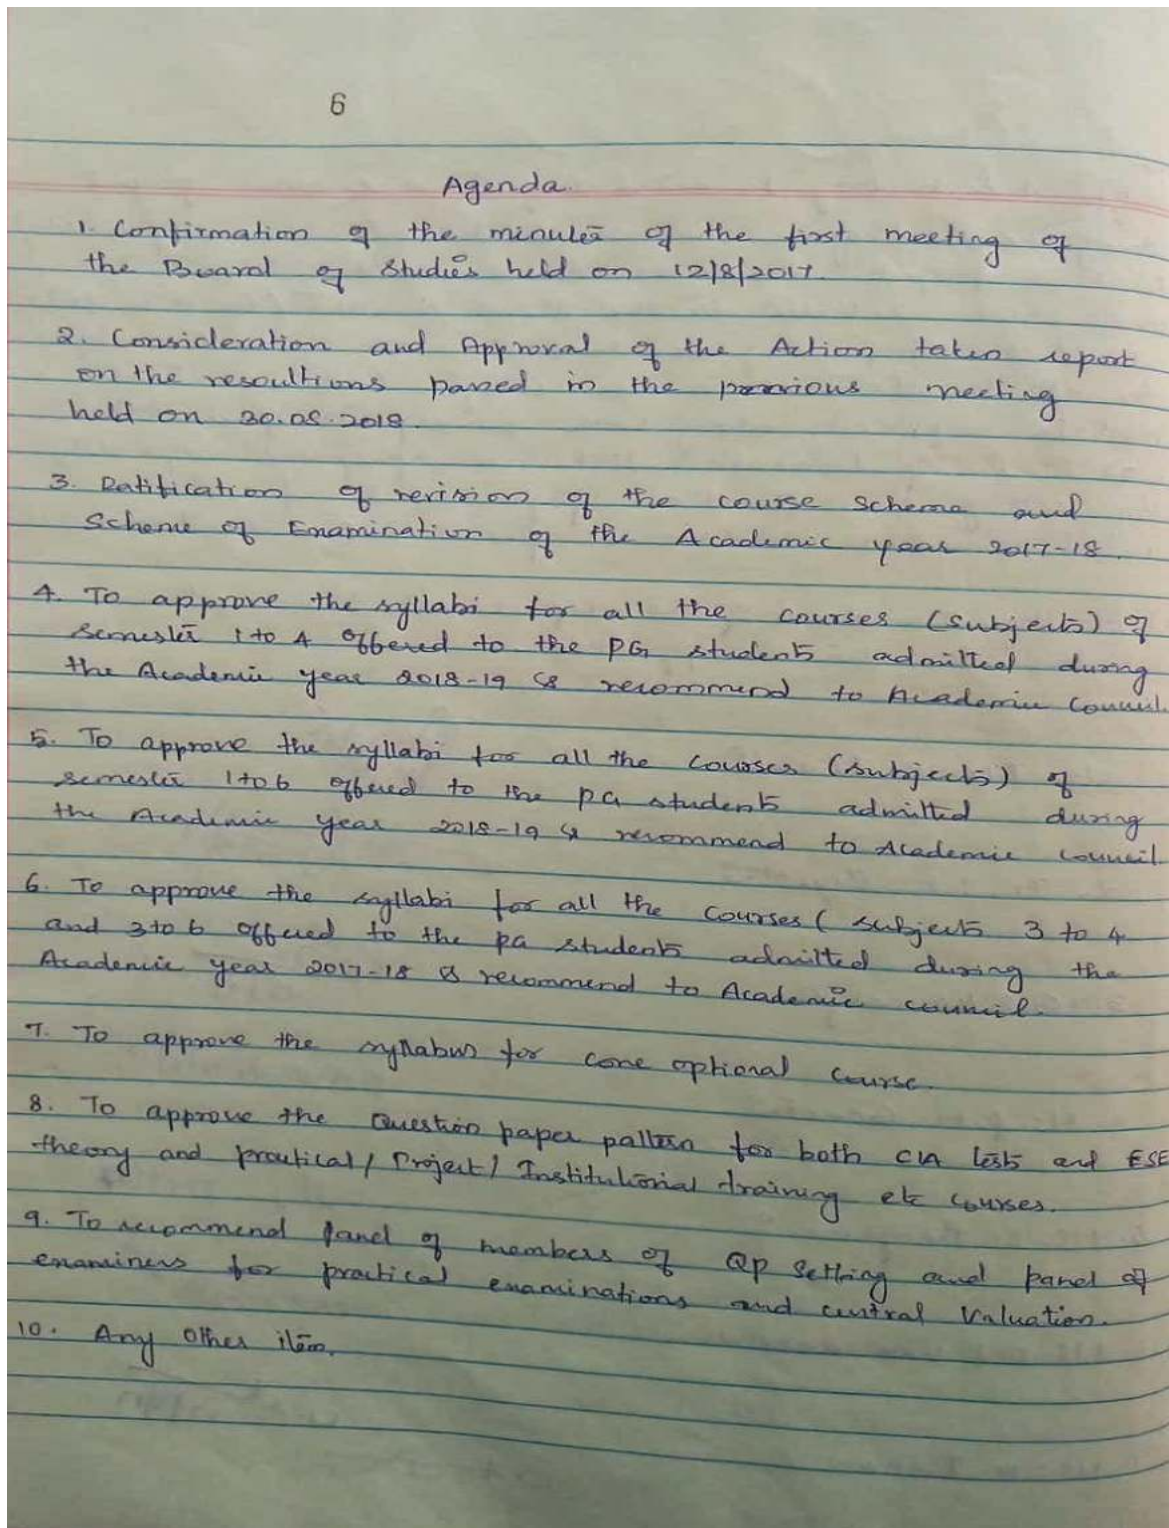 6
Agenda.
1. Confirmation of the minutes of the first meeting of
the Board of Studies held on 12/8/2017.
2. Consideration and Approval of the Action taken report
on the resoultions passed in the previous meeting
held on 30.08.2018.
3. Ratification of revision of the course scheme and
Scheme of Examination of the Academic year 2017-18.
4. To approve the syllabi for all the courses (subjects) of
semester 1 to 4 offered to the PG students admitted during
the Academic year 2018-19 & recommend to Academic Council.
5. To approve the syllabi for all the courses (subjects) of
semester 1 to 6 offered to the PG students admitted during
the Academic year 2018-19 & recommend to Academic council.
6. To approve the syllabi for all the courses ( subjects 3 to 4
and 3 to 6 offered to the PG students admitted during the
Academic year 2017-18 & recommend to Academic council.
7. To approve the syllabus for core optional course.
8. To approve the Question paper pattern for both CIA tests and ESE
theory and practical / Project / Institutional training etc courses.
9. To recommend panel of members of QP setting and panel of
examiners for practical examinations and central Valuation.
10. Any other item.